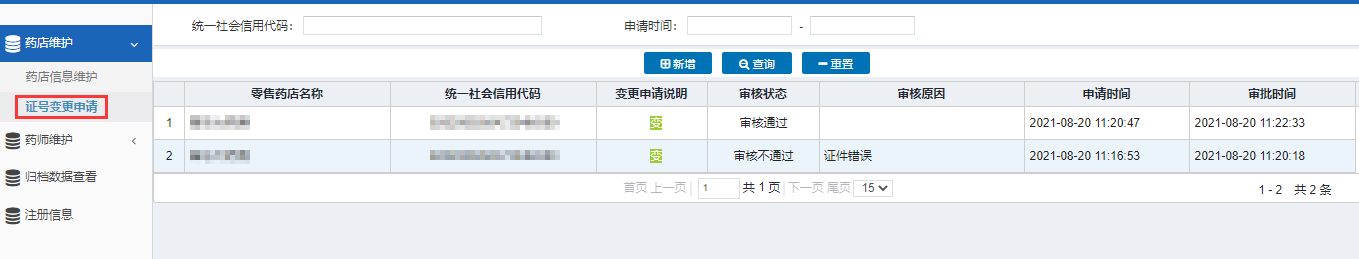 统一社会信用代码：
申请时间：
-
药店维护
药店信息维护
证号变更申请
药师维护
归档数据查看
注册信息
新增 查询 重置
零售药店名称 统一社会信用代码 变更申请说明 审核状态 审核原因 申请时间 审批时间
1 变 审核通过 2021-08-20 11:20:47 2021-08-20 11:22:33
2 变 审核不通过 证件错误 2021-08-20 11:16:53 2021-08-20 11:20:18
首页 上一页 | 1 共 1 页 | 下一页 尾页 15
1 - 2 共 2 条